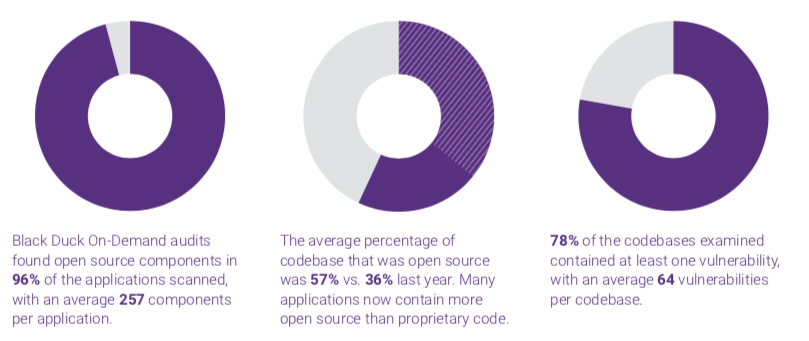 Black Duck On-Demand audits
found open source components in
96% of the applications scanned,
with an average 257 components
per application.
The average percentage of
codebase that was open source
was 57% vs. 36% last year. Many
applications now contain more
open source than proprietary code.
78% of the codebases examined
contained at least one vulnerability,
with an average 64 vulnerabilities
per codebase.